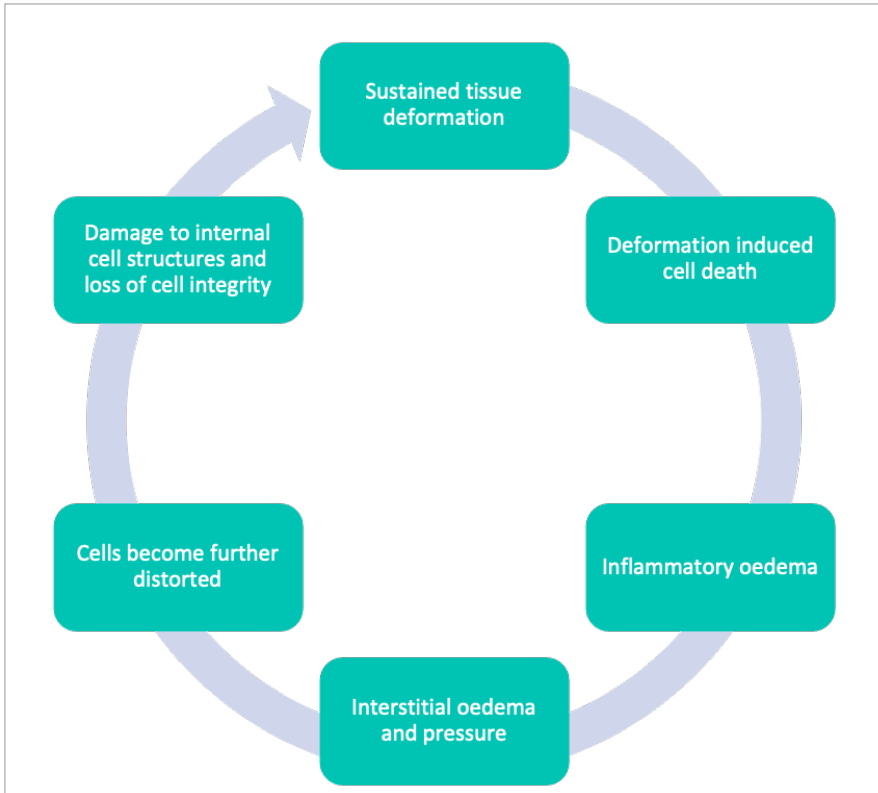 Sustained tissue
deformation
Deformation induced
cell death
Inflammatory oedema
Interstitial oedema
and pressure
Cells become further
distorted
Damage to internal
cell structures and
loss of cell integrity